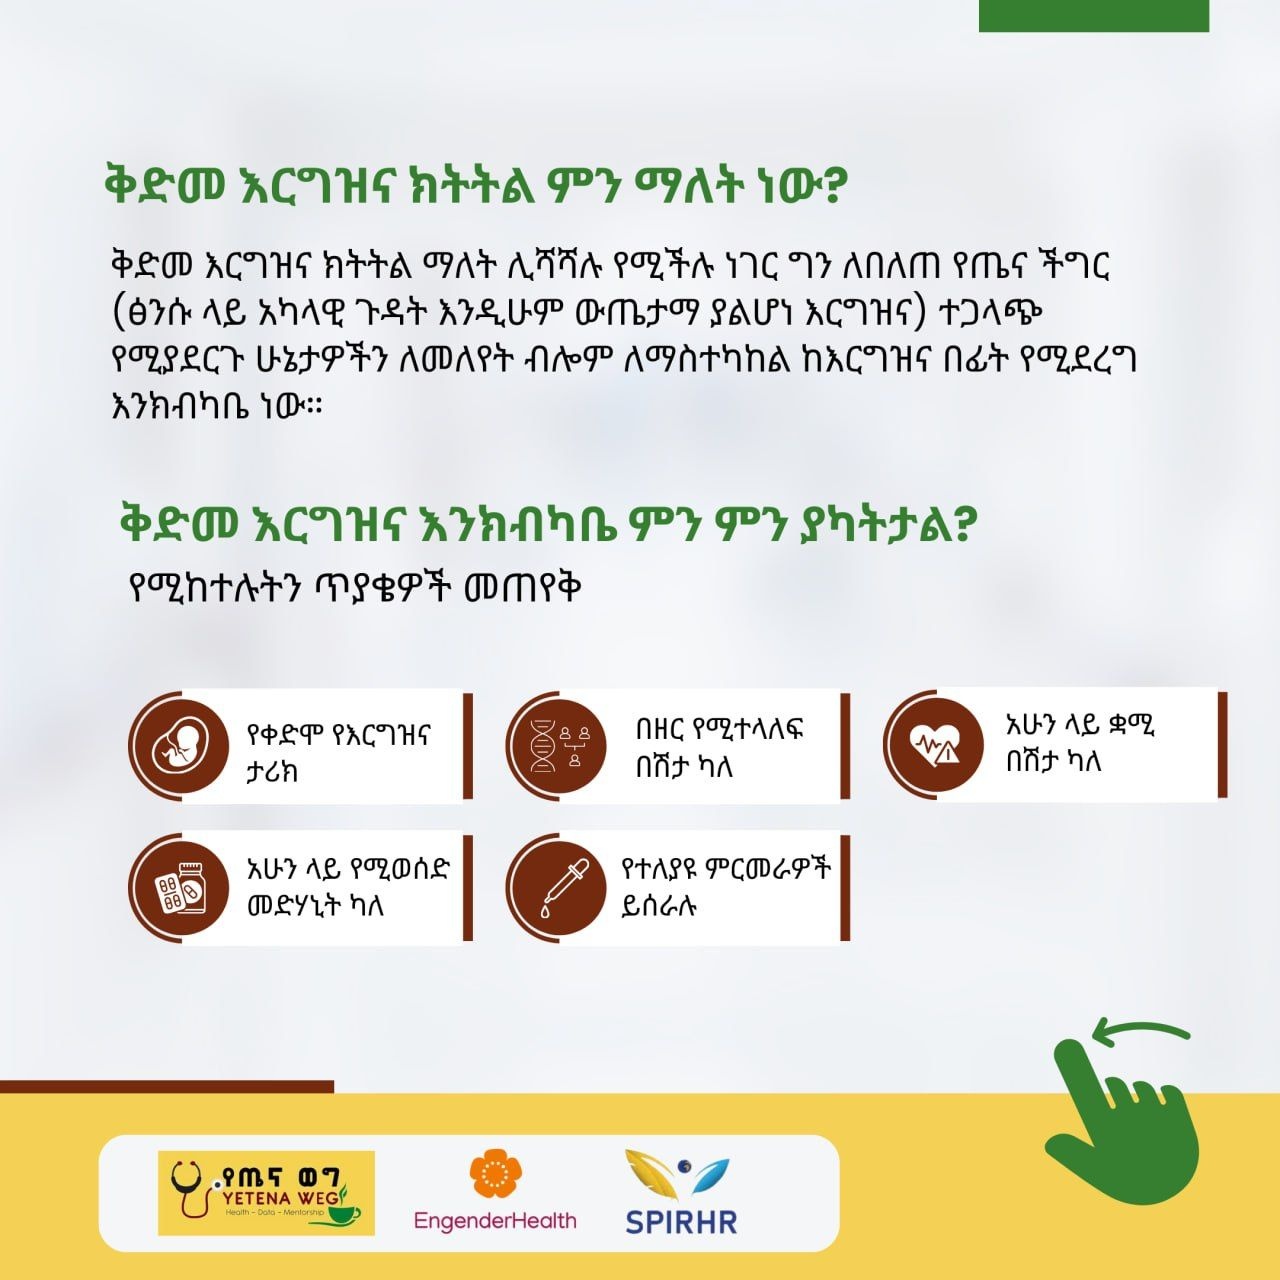 ቅድመ እርግዝና ክትትል ምን ማለት ነው?
ቅድመ እርግዝና ክትትል ማለት ሊሻሻሉ የሚችሉ ነገር ግን ለበለጠ የጤና ችግር
(ፅንሱ ላይ አካላዊ ጉዳት እንዲሁም ውጤታማ ያልሆነ እርግዝና) ተጋላጭ
የሚያደርጉ ሁኔታዎችን ለመለየት ብሎም ለማስተካከል ከእርግዝና በፊት የሚደረግ
እንክብካቤ ነው።
ቅድመ እርግዝና እንክብካቤ ምን ምን ያካትታል?
የሚከተሉትን ጥያቄዎች መጠየቅ
የቀድሞ የእርግዝና
ታሪክ
በዘር የሚተላለፍ
በሽታ ካለ
አሁን ላይ ቋሚ
በሽታ ካለ
አሁን ላይ የሚወሰድ
መድሃኒት ካለ
የተለያዩ ምርመራዎች
ይሰራሉ
የጤና ወግ
YETENA WEG
Health – Data – Mentorship
EngenderHealth
SPIRHR